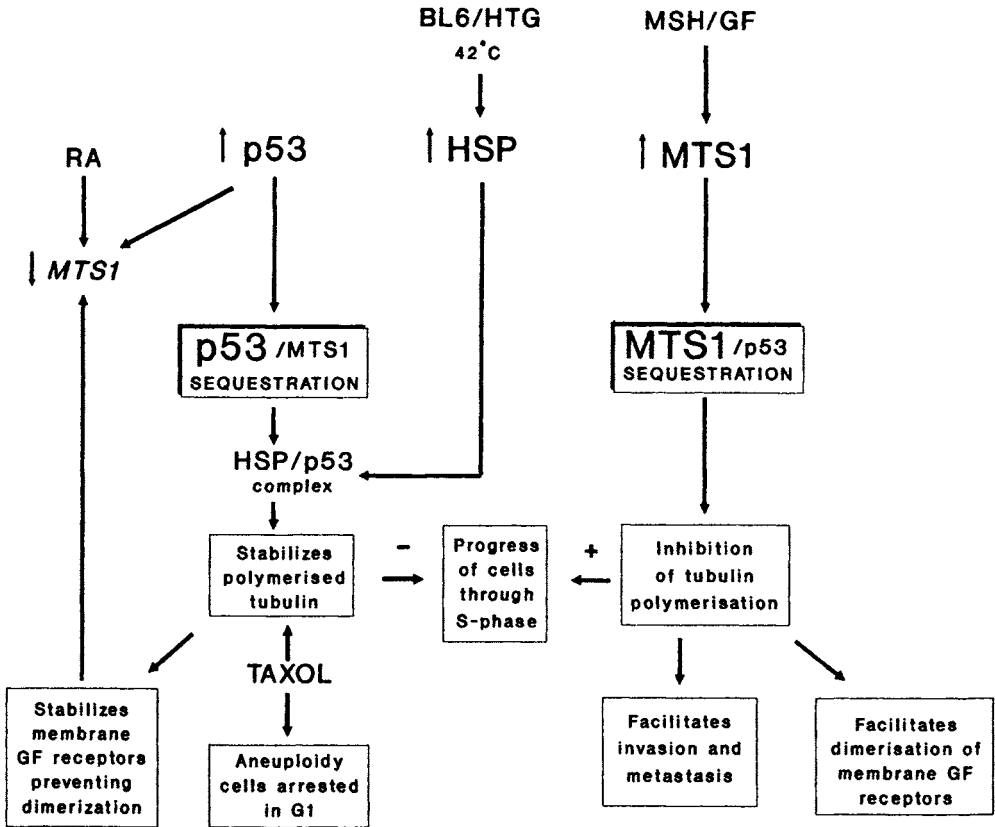 BL6/HTG
42°C
MSH/GF
RA
↑ p53
↑ HSP
↑ MTS1
↓ MTS1
p53 /MTS1
SEQUESTRATION
MTS1/p53
SEQUESTRATION
HSP/p53
complex
Stabilizes
polymerised
tubulin
−
Progress
of cells
through
S-phase
+
Inhibition
of tubulin
polymerisation
TAXOL
Stabilizes
membrane
GF receptors
preventing
dimerization
Aneuploidy
cells arrested
in G1
Facilitates
invasion and
metastasis
Facilitates
dimerisation of
membrane GF
receptors